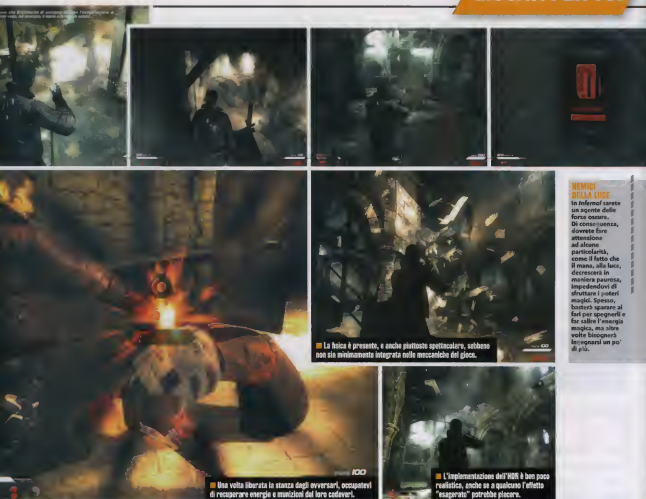 NEMICI
DELLA LUCE
In Infernal sarete
un agente delle
forze oscure.
Di conseguenza,
dovrete fare
attenzione
ad alcune
particolarità,
come il fatto che
il mana, alla luce,
decrescerà in
maniera paurosa,
impedendovi di
sfruttare i poteri
magici. Spesso,
basterà sparare ai
fari per spegnerli e
far salire l'energia
magica, ma altre
volte bisognerà
ingegnarsi un po'
di più.
La fisica è presente, e anche piuttosto spettacolare, sebbene
non sia minimamente integrata nelle meccaniche del gioco.
100
Una volta liberata la stanza dagli avversari, occupatevi
di recuperare energia e munizioni dai loro cadaveri.
L'implementazione dell'HDR è ben poco
realistica, anche se a qualcuno l'effetto
"esagerato" potrebbe piacere.